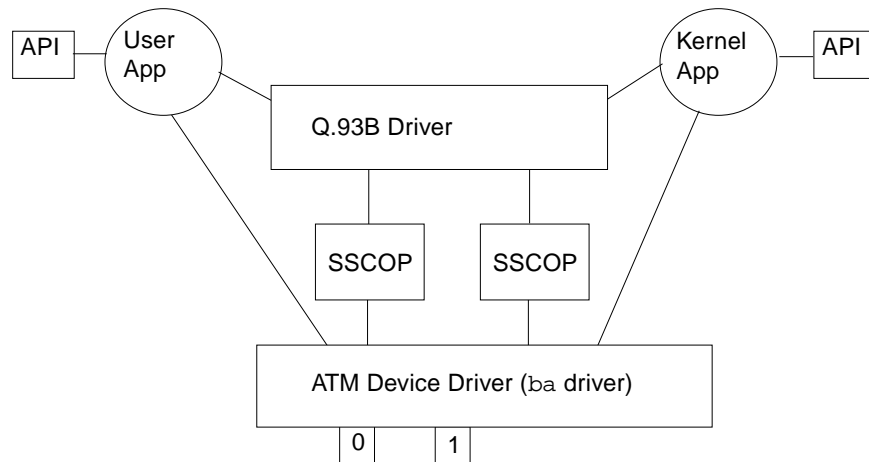 API
User
App
Kernel
App
API
Q.93B Driver
SSCOP
SSCOP
ATM Device Driver (ba driver)
0
1